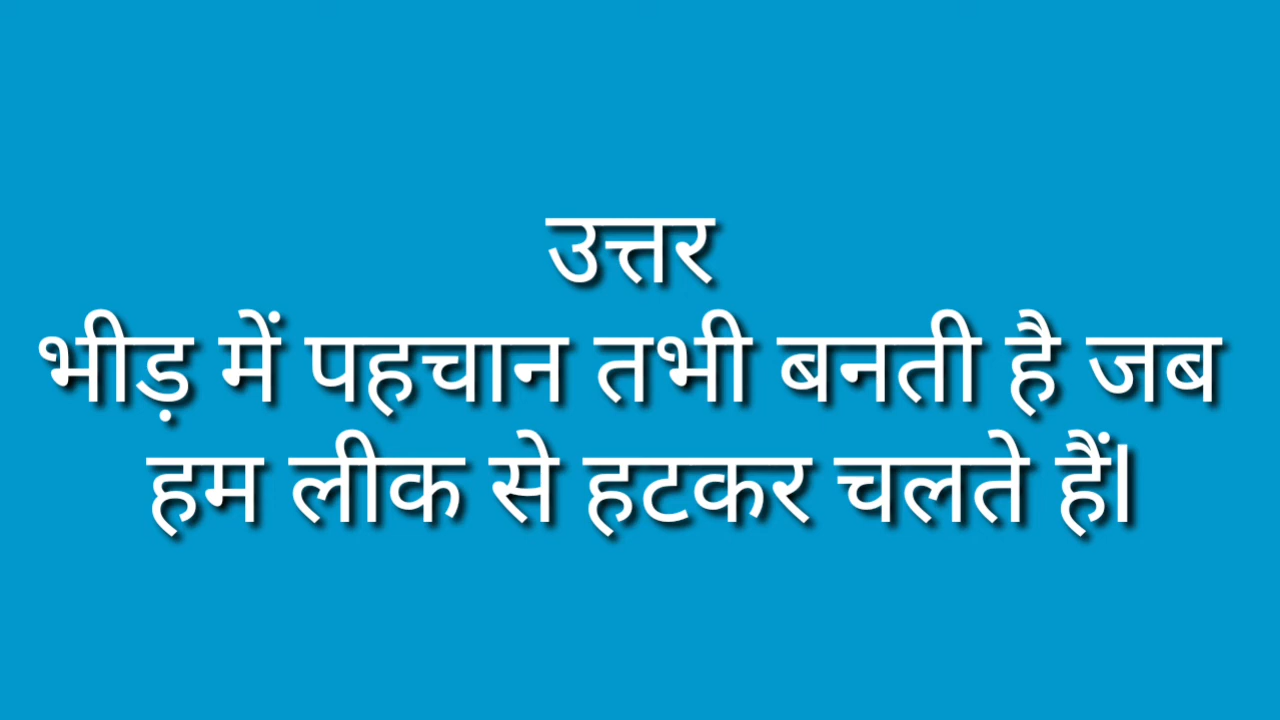 उत्तर
भीड़ में पहचान तभी बनती है जब
हम लीक से हटकर चलते हैं।